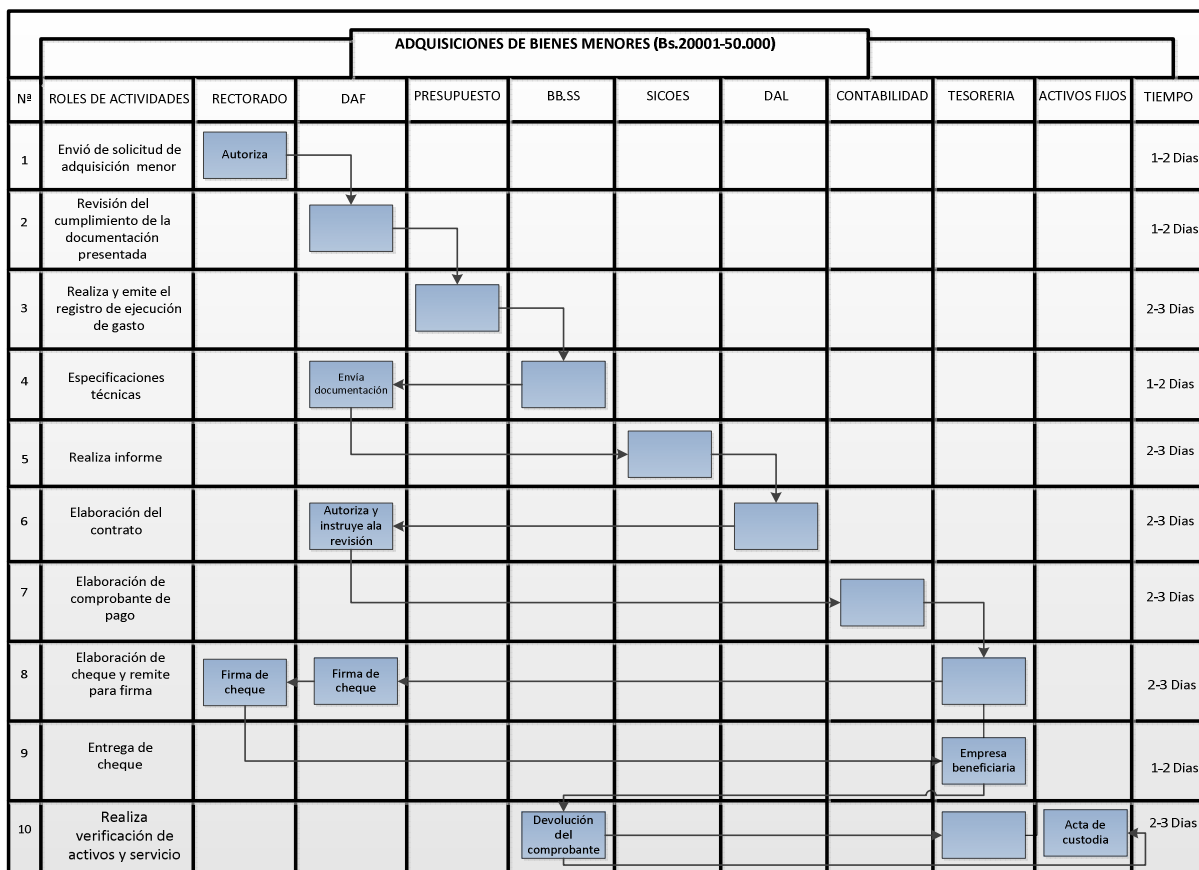 ADQUISICIONES DE BIENES MENORES (Bs.20001-50.000)
Nª ROLES DE ACTIVIDADES RECTORADO DAF PRESUPUESTO BB,SS SICOES DAL CONTABILIDAD TESORERIA ACTIVOS FIJOS TIEMPO
1
Envió de solicitud de
adquisición menor
Autoriza
1-2 Dias
2
Revisión del
cumplimiento de la
documentación
presentada
1-2 Dias
3
Realiza y emite el
registro de ejecución
de gasto
2-3 Dias
4
Especificaciones
técnicas
Envía
documentación
1-2 Dias
5
Realiza informe
2-3 Dias
6
Elaboración del
contrato
Autoriza y
instruye ala
revisión
2-3 Dias
7
Elaboración de
comprobante de
pago
2-3 Dias
8
Elaboración de
cheque y remite
para firma
Firma de
cheque
Firma de
cheque
2-3 Dias
9
Entrega de
cheque
Empresa
beneficiaria
1-2 Dias
10
Realiza
verificación de
activos y servicio
Devolución
del
comprobante
Acta de
custodia
2-3 Dias